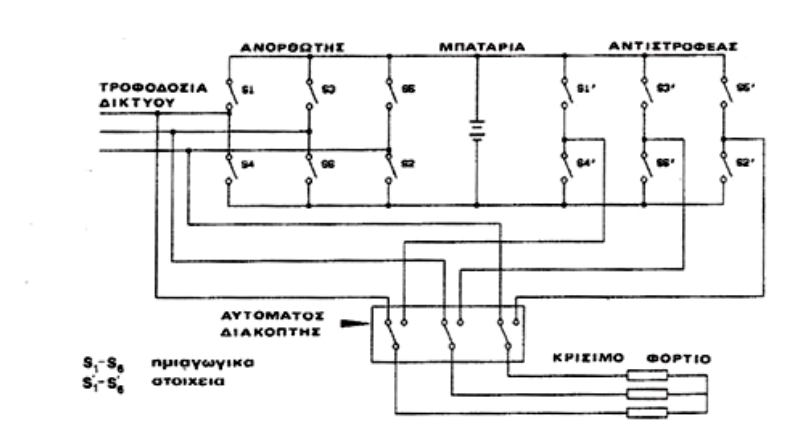 ΑΝΟΡΘΩΤΗΣ
ΜΠΑΤΑΡΙΑ
ΑΝΤΙΣΤΡΟΦΕΑΣ
ΤΡΟΦΟΔΟΣΙΑ
ΔΙΚΤΥΟΥ
S1
S3
S5
S1'
S3'
S5'
S4
S6
S2
S4'
S6'
S2'
ΑΥΤΟΜΑΤΟΣ
ΔΙΑΚΟΠΤΗΣ
ΚΡΙΣΙΜΟ ΦΟΡΤΙΟ
S₁-S₆ ημιαγωγικα
S₁'-S₆' στοιχεια